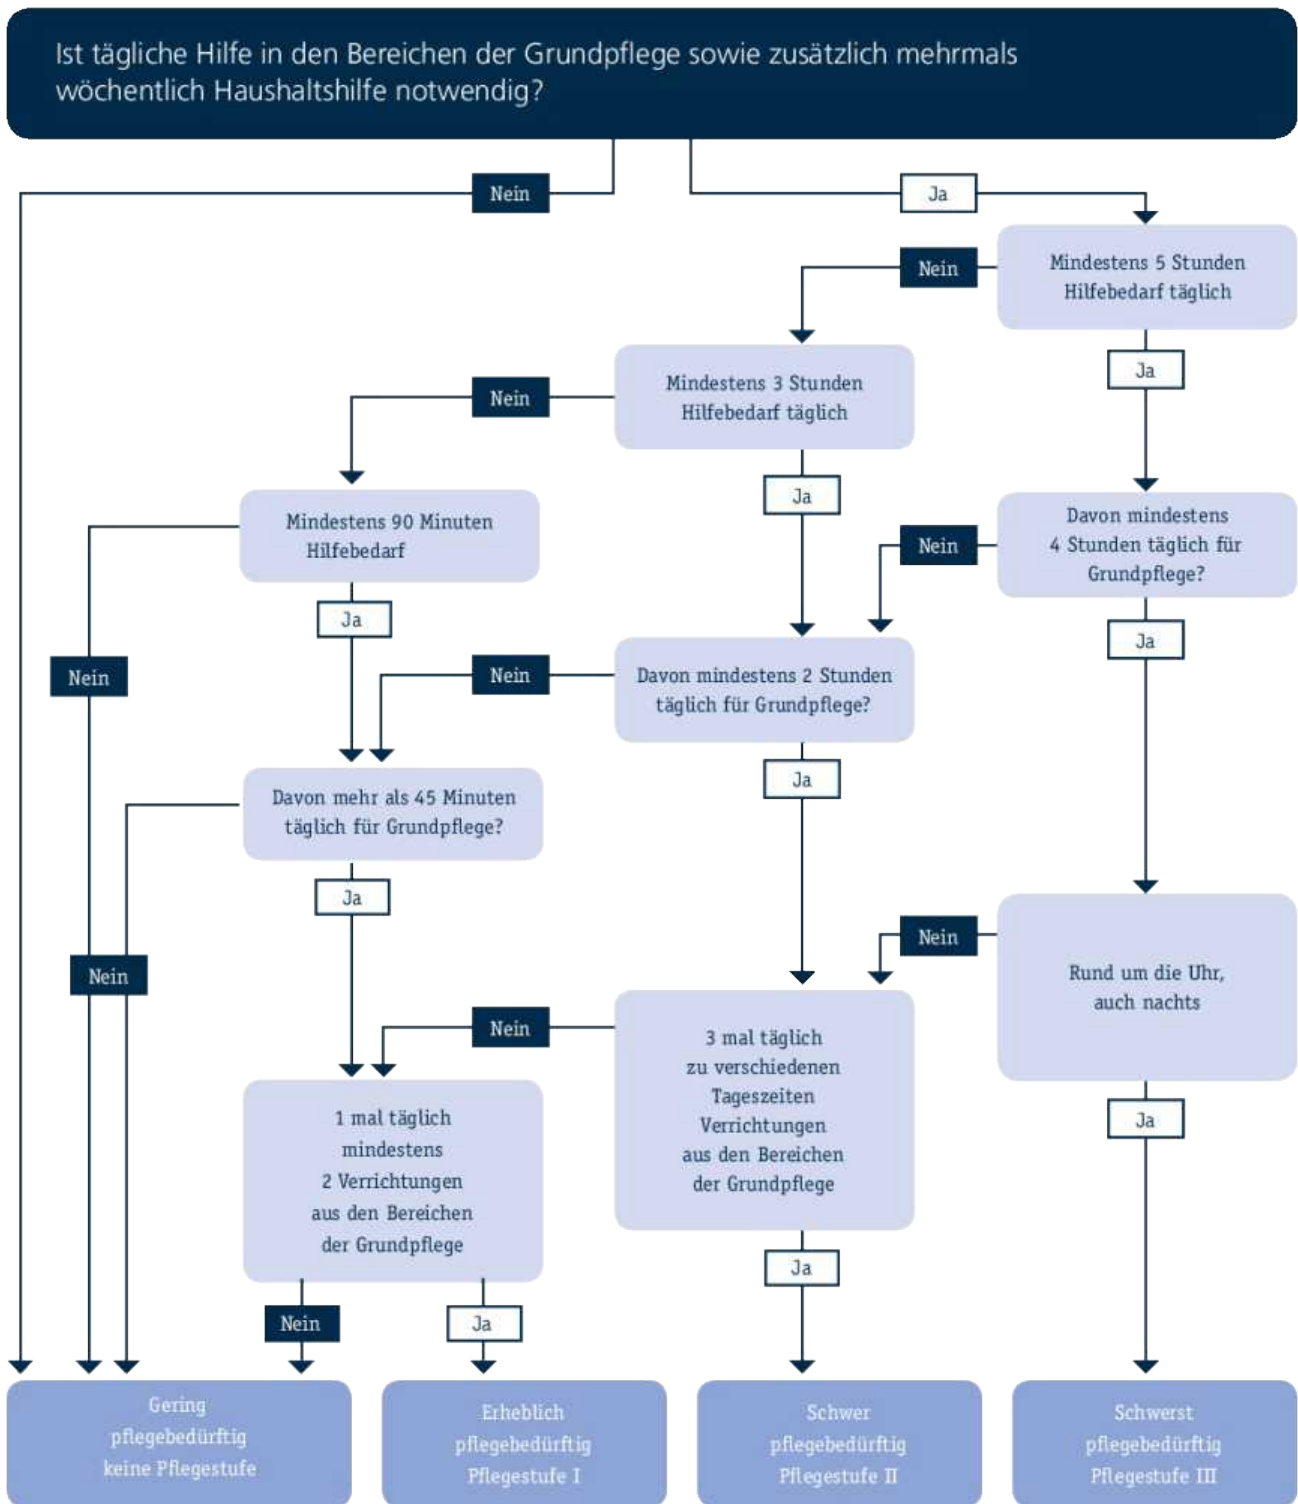 Ist tägliche Hilfe in den Bereichen der Grundpflege sowie zusätzlich mehrmals
wöchentlich Haushaltshilfe notwendig?
Nein
Ja
Mindestens 5 Stunden
Hilfebedarf täglich
Nein
Ja
Mindestens 3 Stunden
Hilfebedarf täglich
Nein
Ja
Mindestens 90 Minuten
Hilfebedarf
Ja
Nein
Davon mindestens
4 Stunden täglich für
Grundpflege?
Nein
Ja
Davon mindestens 2 Stunden
täglich für Grundpflege?
Nein
Ja
Davon mehr als 45 Minuten
täglich für Grundpflege?
Ja
Nein
Rund um die Uhr,
auch nachts
Nein
Ja
3 mal täglich
zu verschiedenen
Tageszeiten
Verrichtungen
aus den Bereichen
der Grundpflege
Nein
Ja
1 mal täglich
mindestens
2 Verrichtungen
aus den Bereichen
der Grundpflege
Nein
Ja
Gering
pflegebedürftig
keine Pflegestufe
Erheblich
pflegebedürftig
Pflegestufe I
Schwer
pflegebedürftig
Pflegestufe II
Schwerst
pflegebedürftig
Pflegestufe III